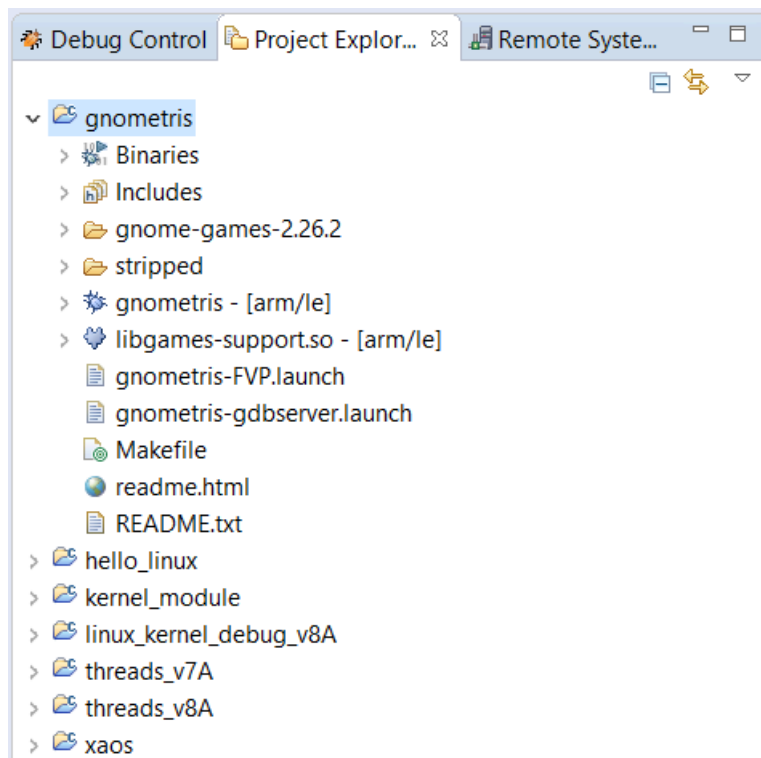 Debug Control Project Explor... Remote Syste...
gnometris
Binaries
Includes
gnome-games-2.26.2
stripped
gnometris - [arm/le]
libgames-support.so - [arm/le]
gnometris-FVP.launch
gnometris-gdbserver.launch
Makefile
readme.html
README.txt
hello_linux
kernel_module
linux_kernel_debug_v8A
threads_v7A
threads_v8A
xaos